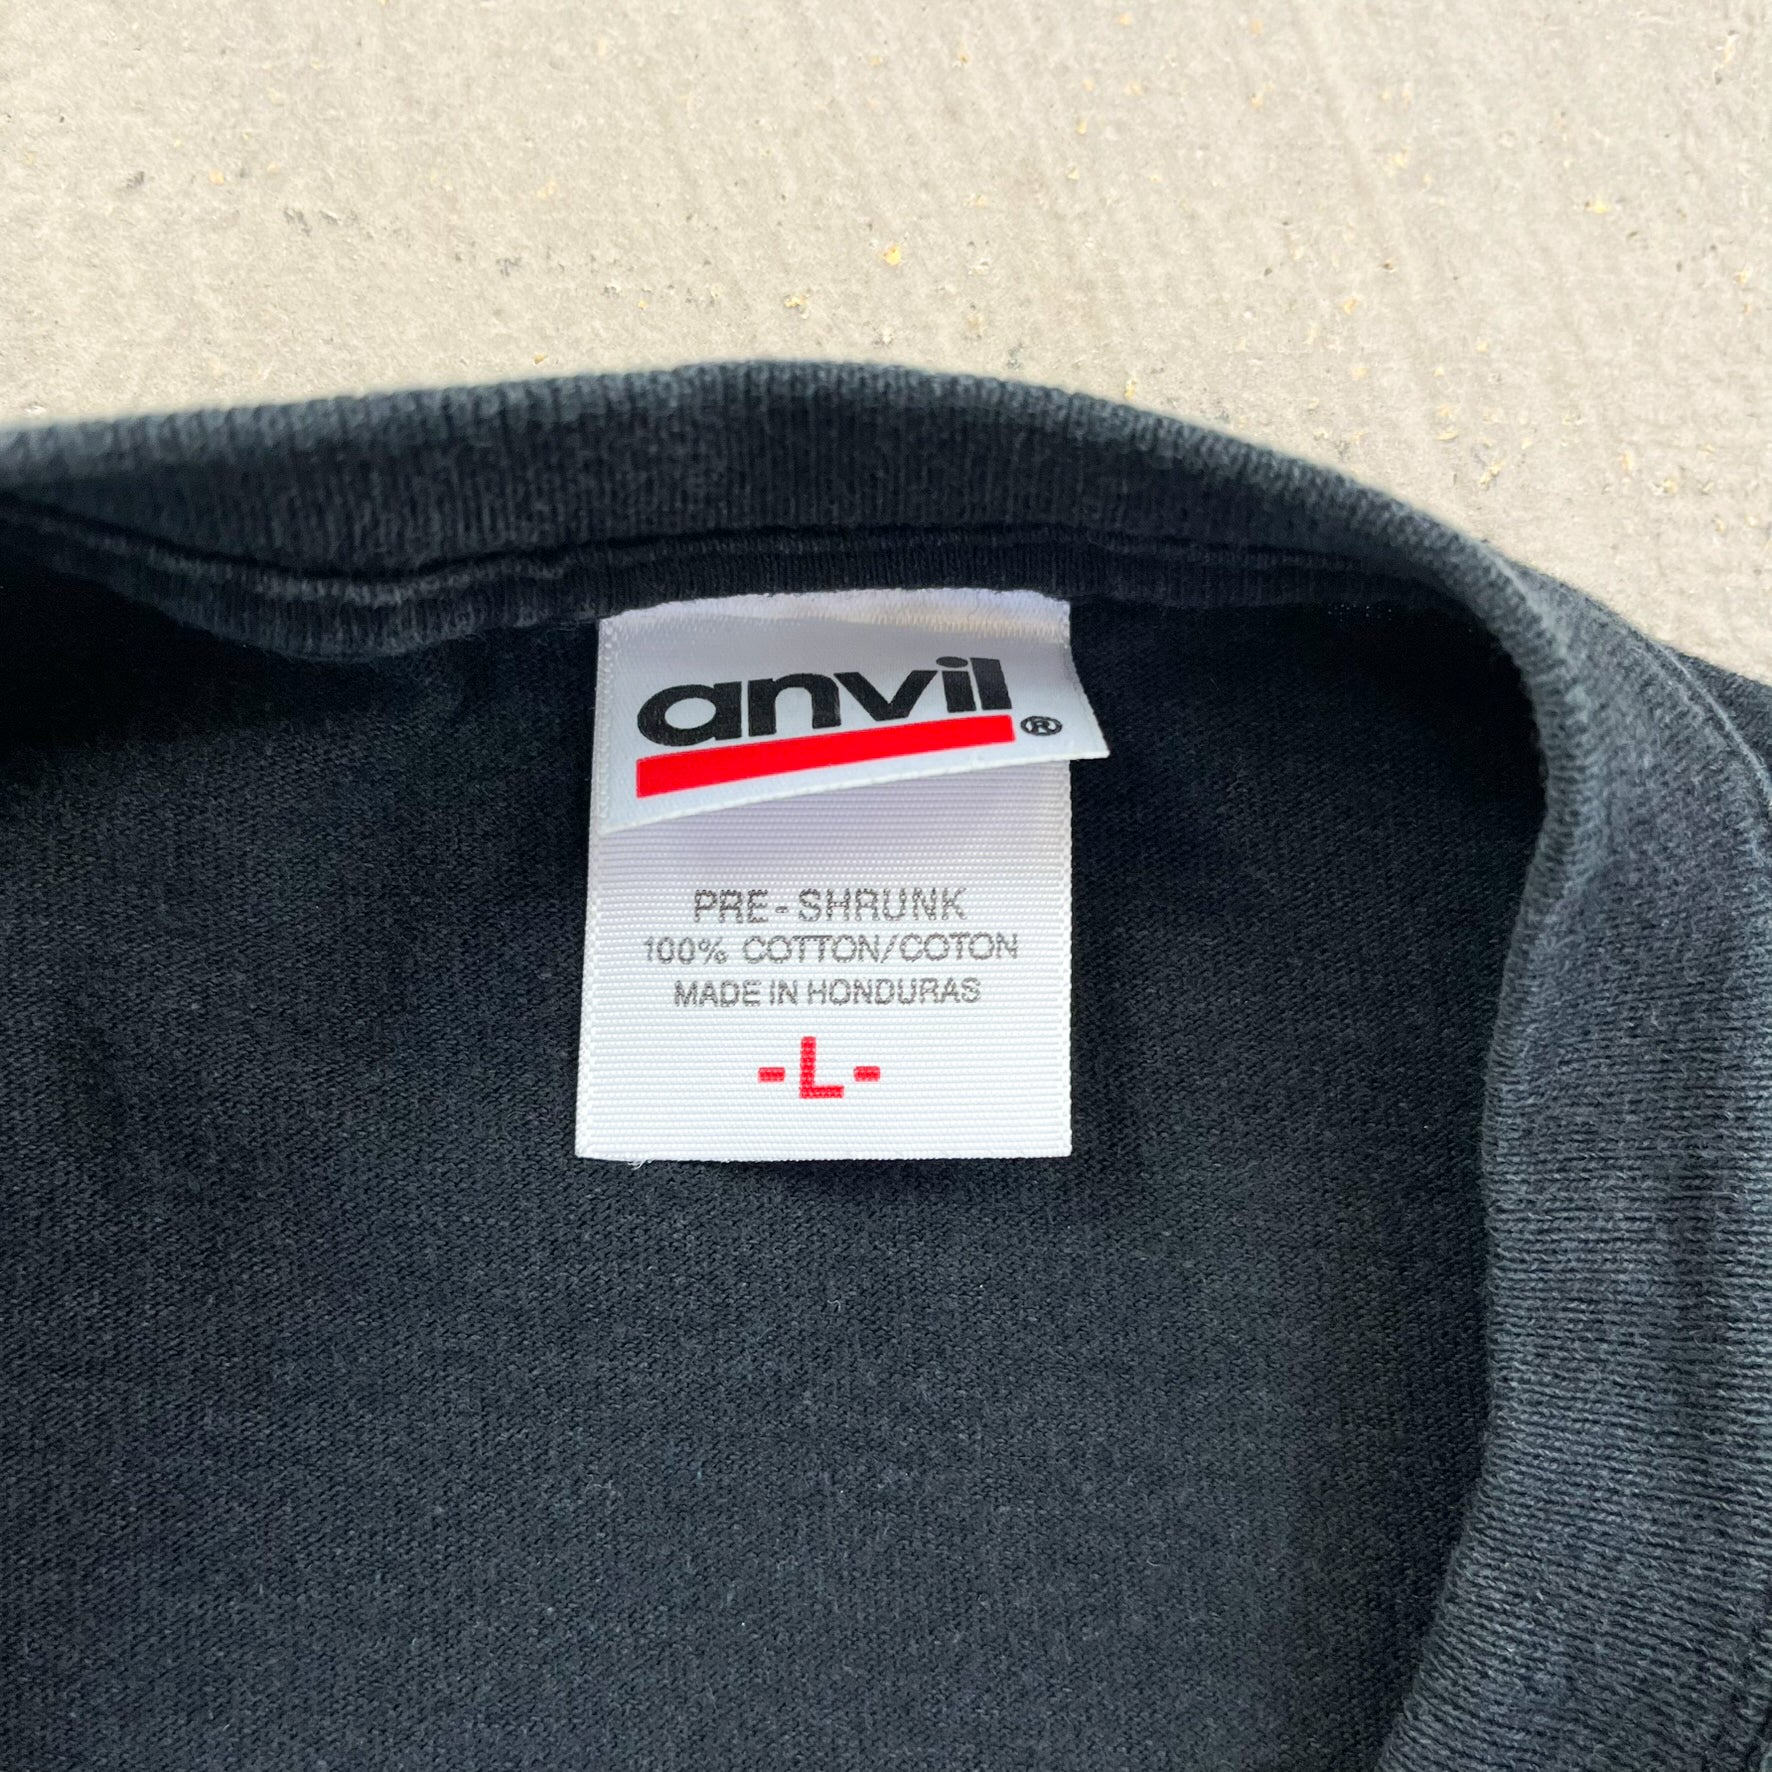 anvil®
PRE-SHRUNK
100% COTTON/COTON
MADE IN HONDURAS
-L-